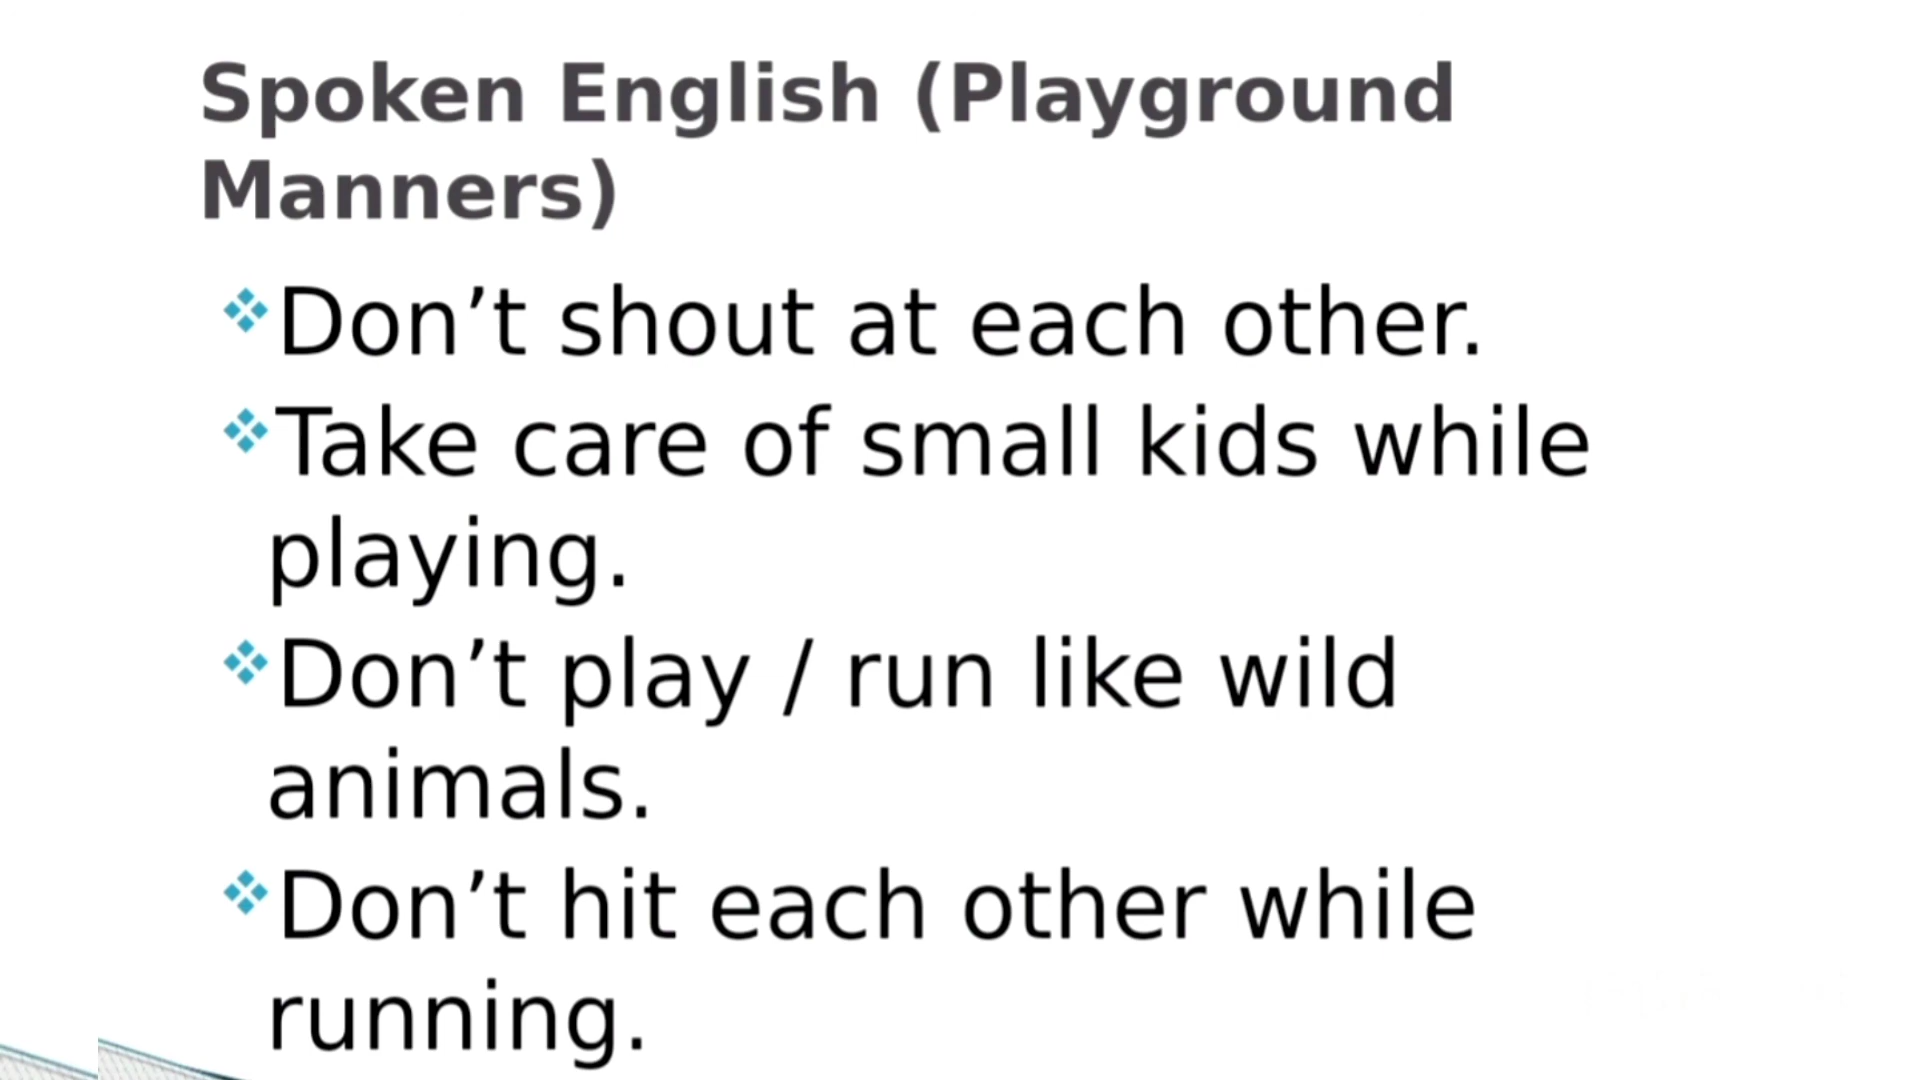 Spoken English (Playground
Manners)
Don’t shout at each other.
Take care of small kids while
playing.
Don’t play / run like wild
animals.
Don’t hit each other while
running.